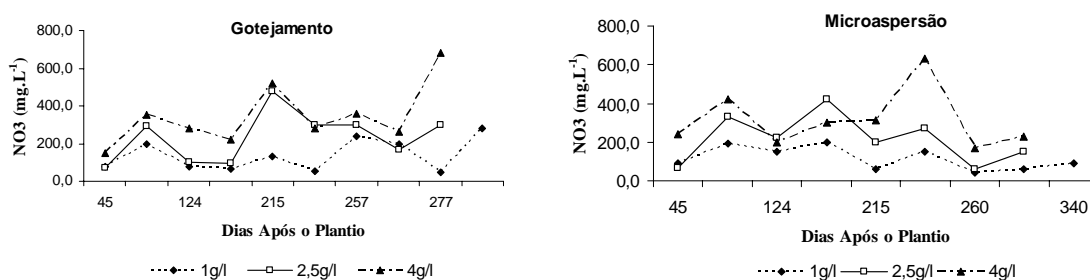 Gotejamento
800,0
600,0
400,0
200,0
0,0
NO3 (mg.L-1)
45 124 215 257 277
Dias Após o Plantio
1g/l 2,5g/l 4g/l
Microaspersão
800,0
600,0
400,0
200,0
0,0
NO3 (mg.L-1)
45 124 215 260 340
Dias Após o Plantio
1g/l 2,5g/l 4g/l